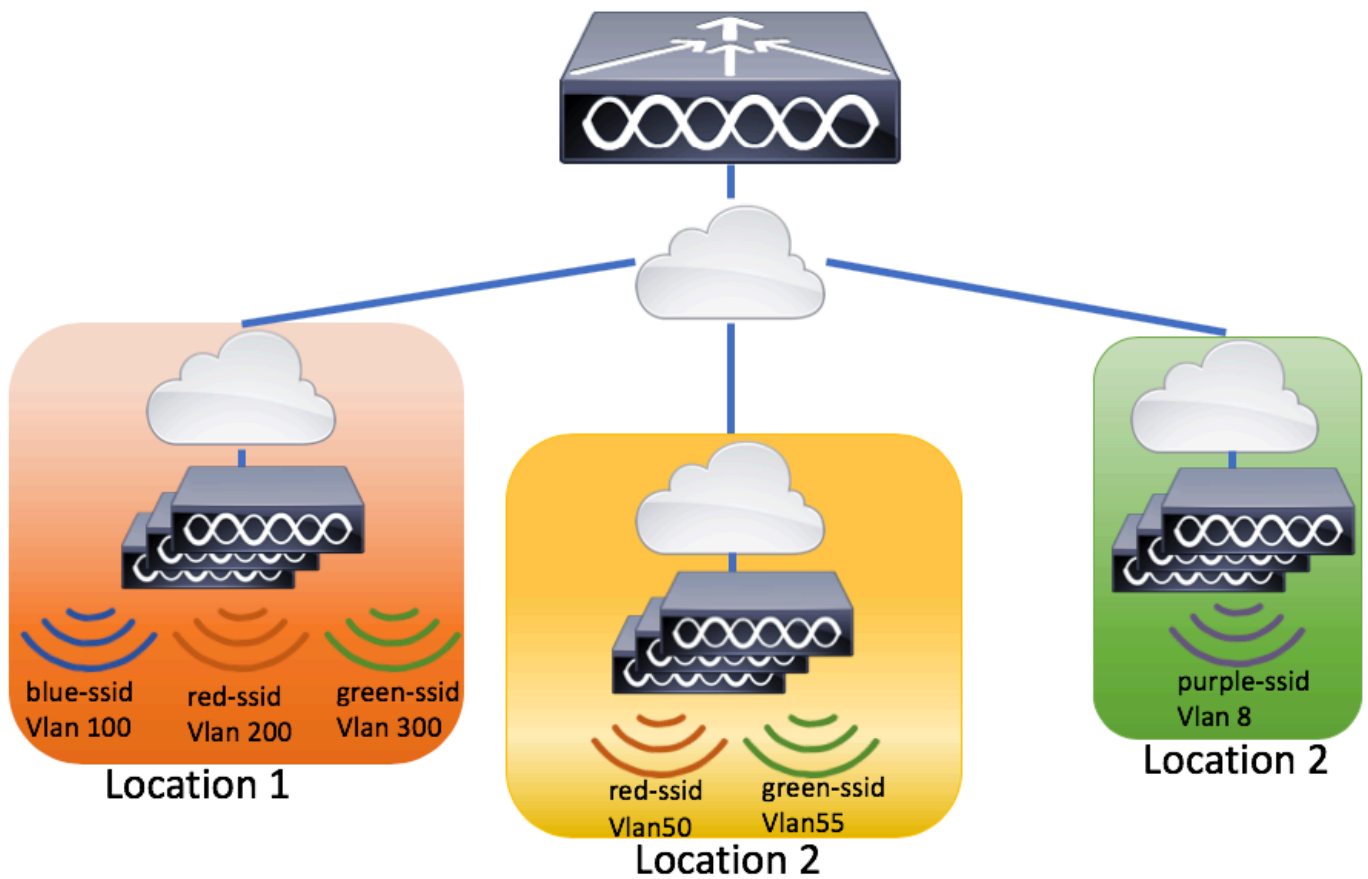 blue-ssid
Vlan 100
red-ssid
Vlan 200
green-ssid
Vlan 300
Location 1
red-ssid
Vlan50
green-ssid
Vlan55
Location 2
purple-ssid
Vlan 8
Location 2